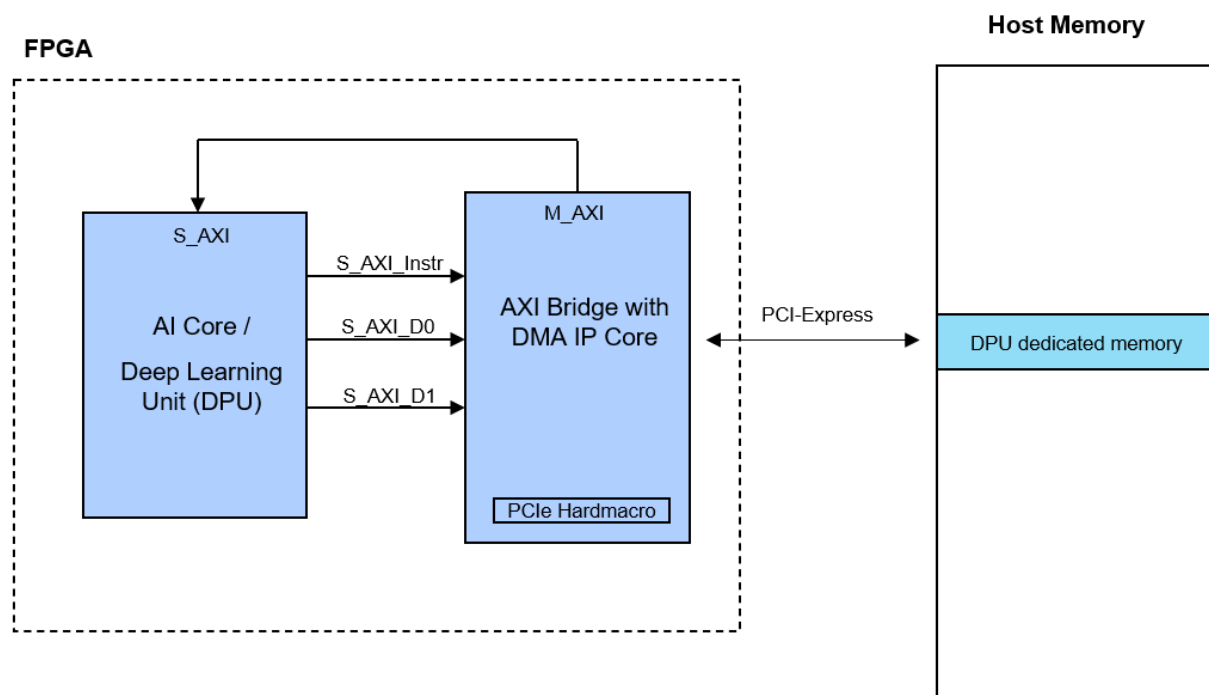 Host Memory
FPGA
S_AXI
M_AXI
S_AXI_Instr
AI Core /
Deep Learning
Unit (DPU)
S_AXI_D0
S_AXI_D1
AXI Bridge with
DMA IP Core
PCIe Hardmacro
PCI-Express
DPU dedicated memory